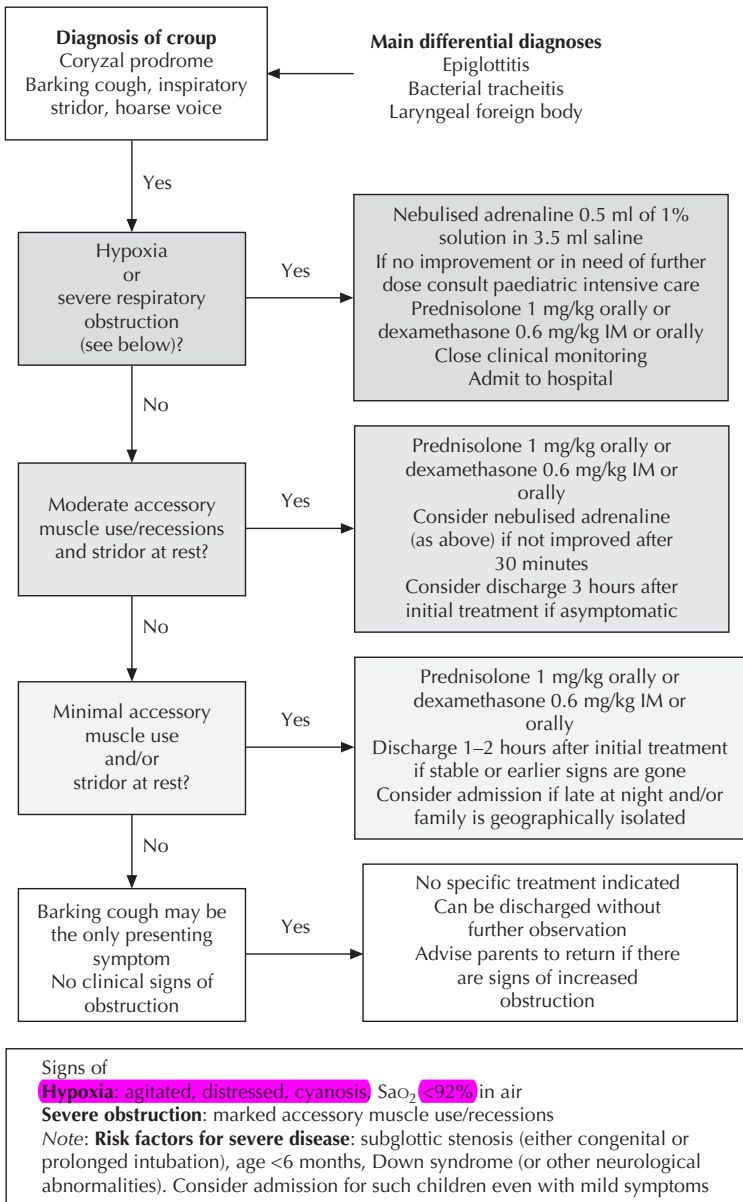 Diagnosis of croup
Coryzal prodrome
Barking cough, inspiratory
stridor, hoarse voice
Main differential diagnoses
Epiglottitis
Bacterial tracheitis
Laryngeal foreign body
Yes
Hypoxia
or
severe respiratory
obstruction
(see below)?
Yes
Nebulised adrenaline 0.5 ml of 1%
solution in 3.5 ml saline
If no improvement or in need of further
dose consult paediatric intensive care
Prednisolone 1 mg/kg orally or
dexamethasone 0.6 mg/kg IM or orally
Close clinical monitoring
Admit to hospital
No
Moderate accessory
muscle use/recessions
and stridor at rest?
Yes
Prednisolone 1 mg/kg orally or
dexamethasone 0.6 mg/kg IM or
orally
Consider nebulised adrenaline
(as above) if not improved after
30 minutes
Consider discharge 3 hours after
initial treatment if asymptomatic
No
Minimal accessory
muscle use
and/or
stridor at rest?
Yes
Prednisolone 1 mg/kg orally or
dexamethasone 0.6 mg/kg IM or
orally
Discharge 1–2 hours after initial treatment
if stable or earlier signs are gone
Consider admission if late at night and/or
family is geographically isolated
No
Barking cough may be
the only presenting
symptom
No clinical signs of
obstruction
Yes
No specific treatment indicated
Can be discharged without
further observation
Advise parents to return if there
are signs of increased
obstruction
Signs of
Hypoxia: agitated, distressed, cyanosis, SaO₂ <92% in air
Severe obstruction: marked accessory muscle use/recessions
Note: Risk factors for severe disease: subglottic stenosis (either congenital or
prolonged intubation), age <6 months, Down syndrome (or other neurological
abnormalities). Consider admission for such children even with mild symptoms